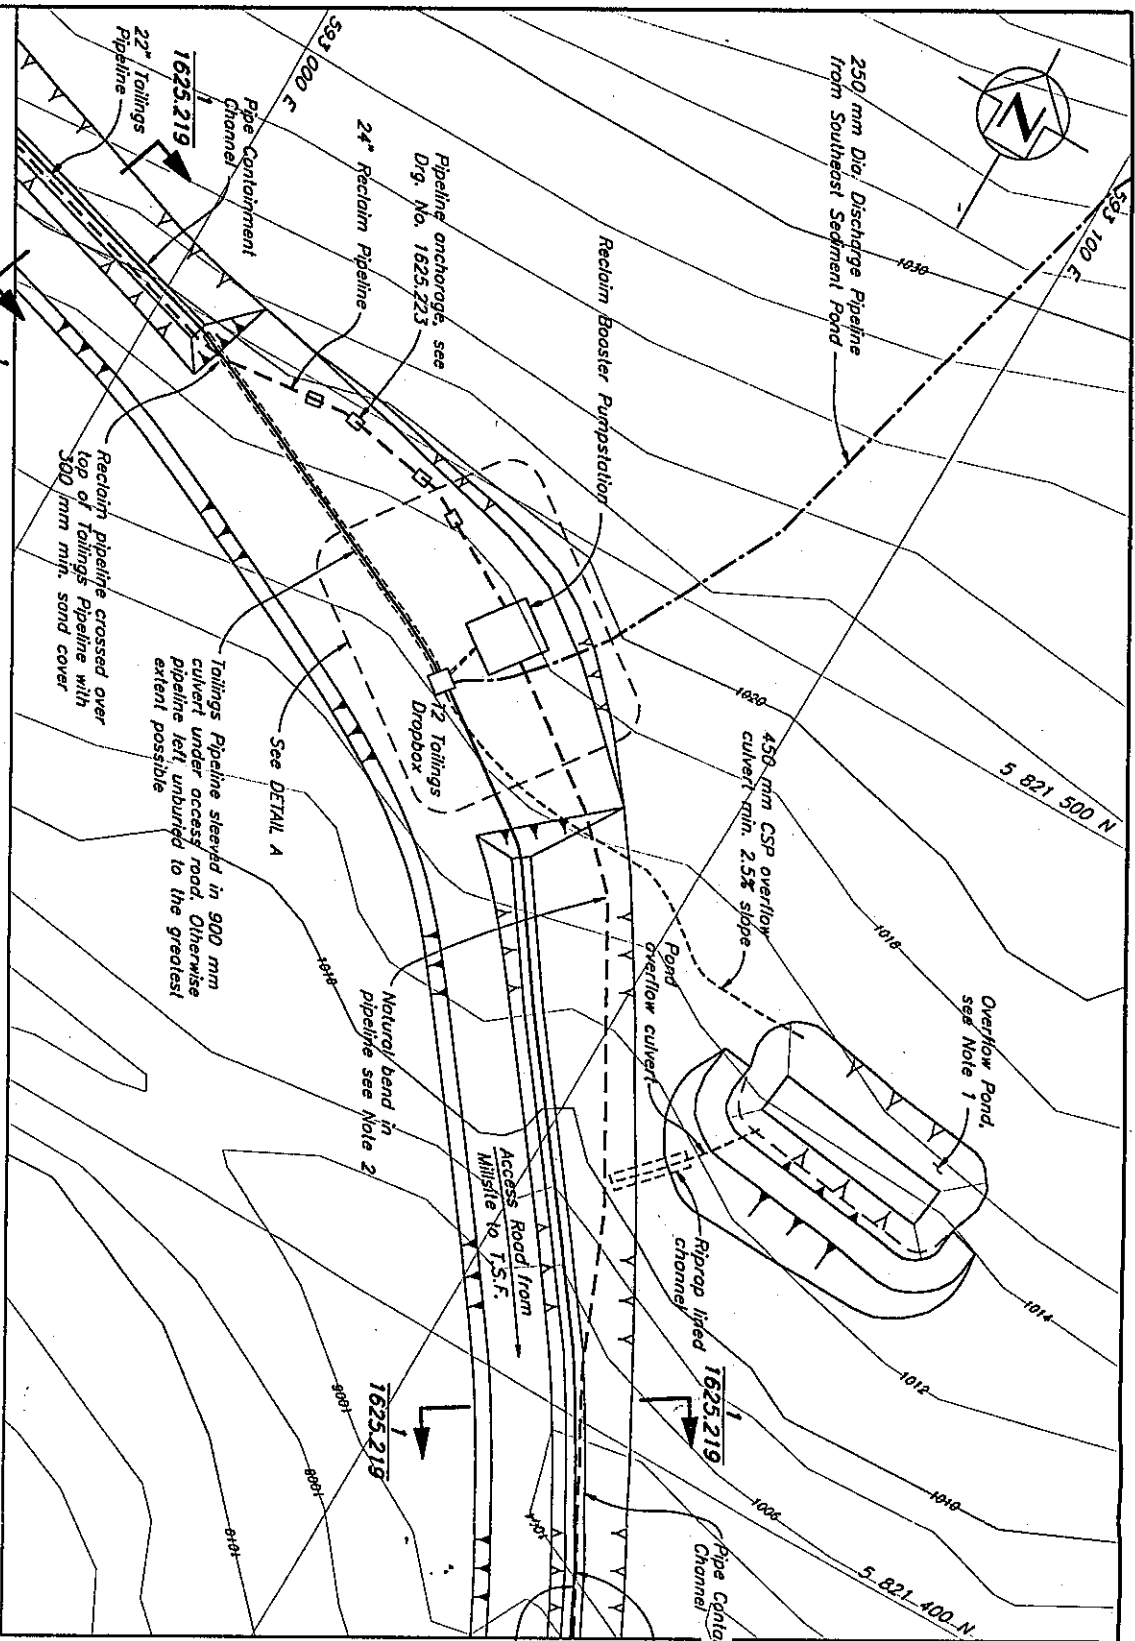 N
593 100 E
250 mm Dia. Discharge Pipeline
from Southeast Sediment Pond
1030
593 000 E
22" Tailings
Pipeline
1
1625.219
Pipe Containment
Channel
24" Reclaim Pipeline
Pipeline anchorage, see
Drg. No. 1625.223
Reclaim Booster Pumpstation
1
Reclaim pipeline crossed over
top of Tailings Pipeline with
300 mm min. sand cover
Tailings Pipeline sleeved in 900 mm
culvert under access road. Otherwise
pipeline left unburied to the greatest
extent possible
See DETAIL A
T2 Tailings
Dropbox
1020
5 821 500 N
450 mm CSP overflow
culvert min. 2.5% slope
1018
Overflow Pond,
see Note 1
Pond
overflow culvert
Natural bend in
pipeline see Note 2
1010
Access Road from
Millsite to T.S.F.
Riprap lined
channel
1
1625.219
1
1625.219
1014
1012
1010
1006
5 821 400 N
Pipe Conta
Channel
1004
1006
1008
1010